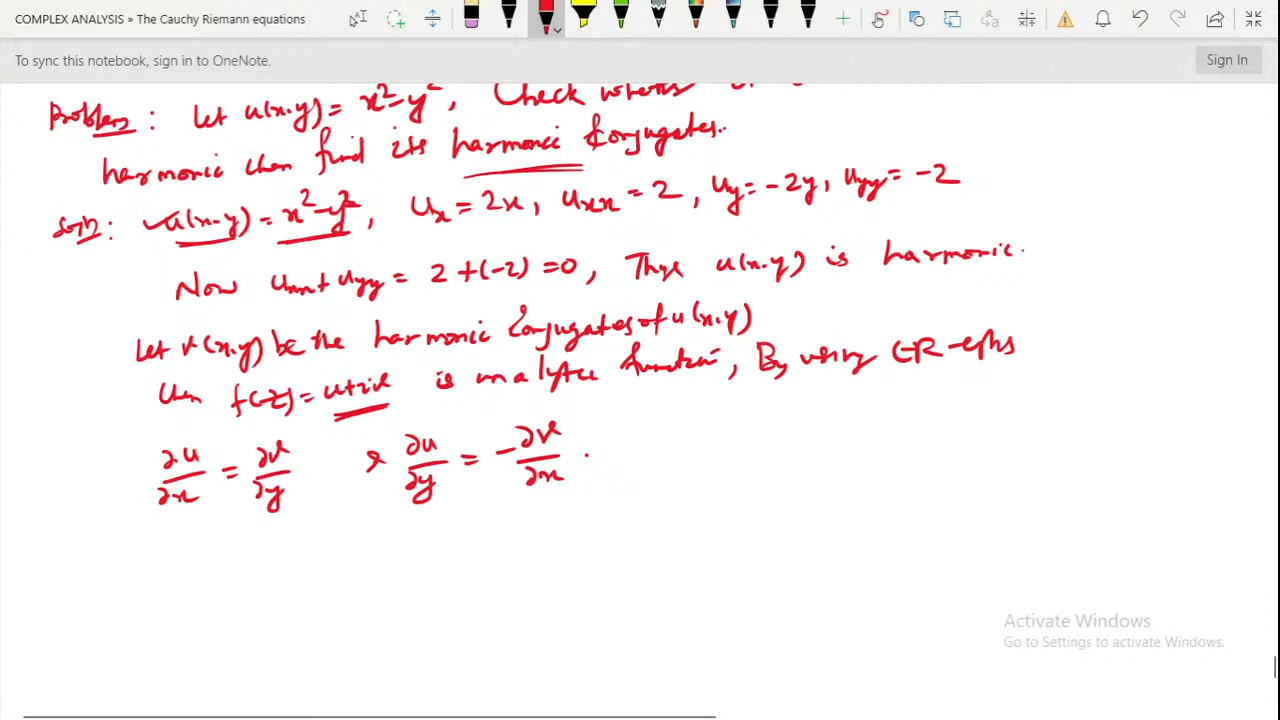 COMPLEX ANALYSIS » The Cauchy Riemann equations
To sync this notebook, sign in to OneNote.
Sign In
Problem : Let u(x,y) = x²-y², Check whether
harmonic then find its harmonic Conjugates.
Soln : u(x,y) = x²-y², Ux = 2x, Uxx = 2, Uy = -2y, Uyy = -2
Now Uxx + Uyy = 2 + (-2) = 0, Thus u(x,y) is harmonic.
Let v(x,y) be the harmonic Conjugates of u(x,y)
then f(z) = u+iv is analytic function, By using CR-eqns
∂u/∂x = ∂v/∂y & ∂u/∂y = -∂v/∂x .
Activate Windows
Go to Settings to activate Windows.